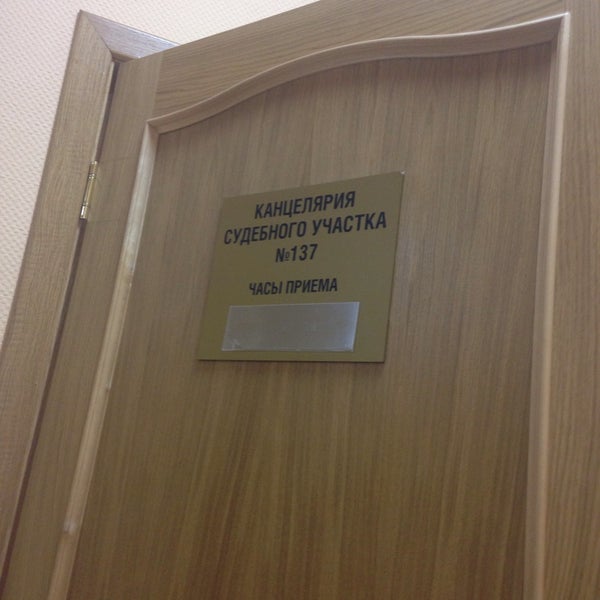 КАНЦЕЛЯРИЯ
СУДЕБНОГО УЧАСТКА
№137
ЧАСЫ ПРИЕМА